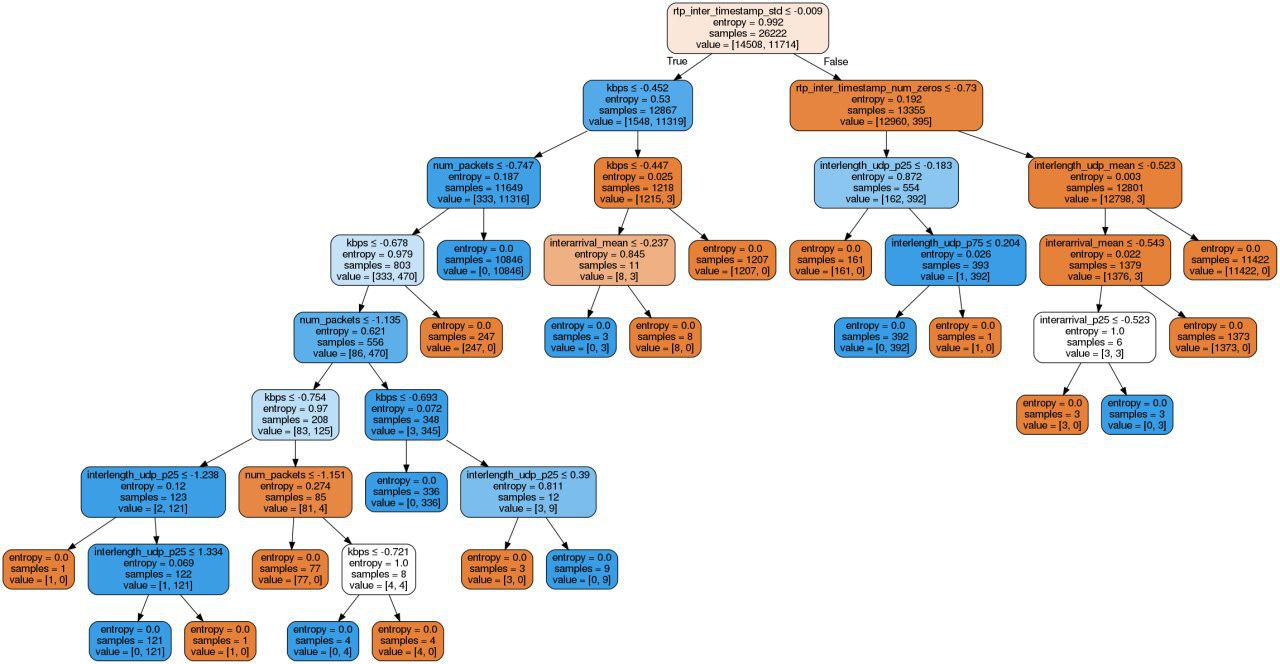 rtp_inter_timestamp_std ≤ -0.009
entropy = 0.992
samples = 26222
value = [14508, 11714]
True
False
kbps ≤ -0.452
entropy = 0.53
samples = 12867
value = [1548, 11319]
rtp_inter_timestamp_num_zeros ≤ -0.73
entropy = 0.192
samples = 13355
value = [12960, 395]
num_packets ≤ -0.747
entropy = 0.187
samples = 11649
value = [333, 11316]
kbps ≤ -0.447
entropy = 0.025
samples = 1218
value = [1215, 3]
interlength_udp_p25 ≤ -0.183
entropy = 0.872
samples = 554
value = [162, 392]
interlength_udp_mean ≤ -0.523
entropy = 0.003
samples = 12801
value = [12798, 3]
kbps ≤ -0.678
entropy = 0.979
samples = 803
value = [333, 470]
entropy = 0.0
samples = 10846
value = [0, 10846]
interarrival_mean ≤ -0.237
entropy = 0.845
samples = 11
value = [8, 3]
entropy = 0.0
samples = 1207
value = [1207, 0]
entropy = 0.0
samples = 161
value = [161, 0]
interlength_udp_p75 ≤ 0.204
entropy = 0.026
samples = 393
value = [1, 392]
interarrival_mean ≤ -0.543
entropy = 0.022
samples = 1379
value = [1376, 3]
entropy = 0.0
samples = 11422
value = [11422, 0]
num_packets ≤ -1.135
entropy = 0.621
samples = 556
value = [86, 470]
entropy = 0.0
samples = 247
value = [247, 0]
entropy = 0.0
samples = 3
value = [0, 3]
entropy = 0.0
samples = 8
value = [8, 0]
entropy = 0.0
samples = 392
value = [0, 392]
entropy = 0.0
samples = 1
value = [1, 0]
interarrival_p25 ≤ -0.523
entropy = 1.0
samples = 6
value = [3, 3]
entropy = 0.0
samples = 1373
value = [1373, 0]
kbps ≤ -0.754
entropy = 0.97
samples = 208
value = [83, 125]
kbps ≤ -0.693
entropy = 0.072
samples = 348
value = [3, 345]
entropy = 0.0
samples = 3
value = [3, 0]
entropy = 0.0
samples = 3
value = [0, 3]
interlength_udp_p25 ≤ -1.238
entropy = 0.12
samples = 123
value = [2, 121]
num_packets ≤ -1.151
entropy = 0.274
samples = 85
value = [81, 4]
entropy = 0.0
samples = 336
value = [0, 336]
interlength_udp_p25 ≤ 0.39
entropy = 0.811
samples = 12
value = [3, 9]
entropy = 0.0
samples = 1
value = [1, 0]
interlength_udp_p25 ≤ 1.334
entropy = 0.069
samples = 122
value = [1, 121]
entropy = 0.0
samples = 77
value = [77, 0]
kbps ≤ -0.721
entropy = 1.0
samples = 8
value = [4, 4]
entropy = 0.0
samples = 3
value = [3, 0]
entropy = 0.0
samples = 9
value = [0, 9]
entropy = 0.0
samples = 121
value = [0, 121]
entropy = 0.0
samples = 1
value = [1, 0]
entropy = 0.0
samples = 4
value = [0, 4]
entropy = 0.0
samples = 4
value = [4, 0]